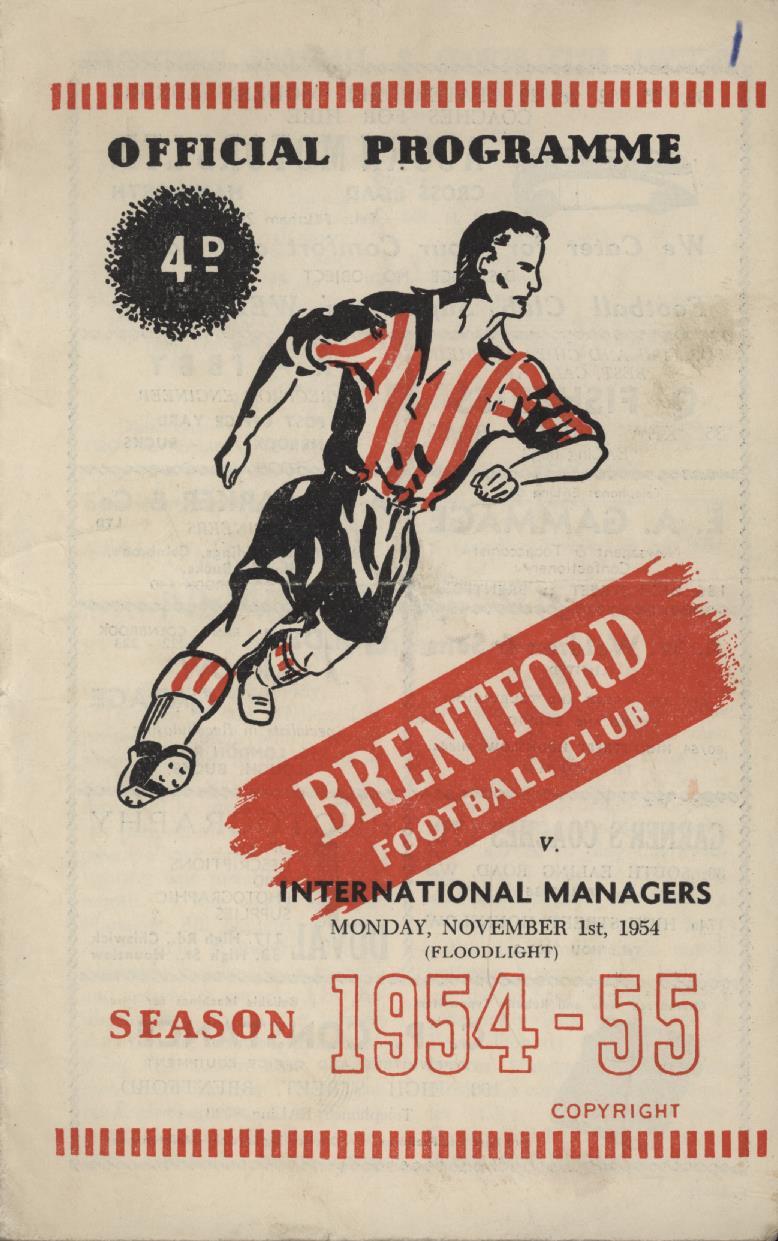 OFFICIAL PROGRAMME
4D
BRENTFORD
FOOTBALL CLUB
v.
INTERNATIONAL MANAGERS
MONDAY, NOVEMBER 1st, 1954
(FLOODLIGHT)
SEASON 1954-55
COPYRIGHT